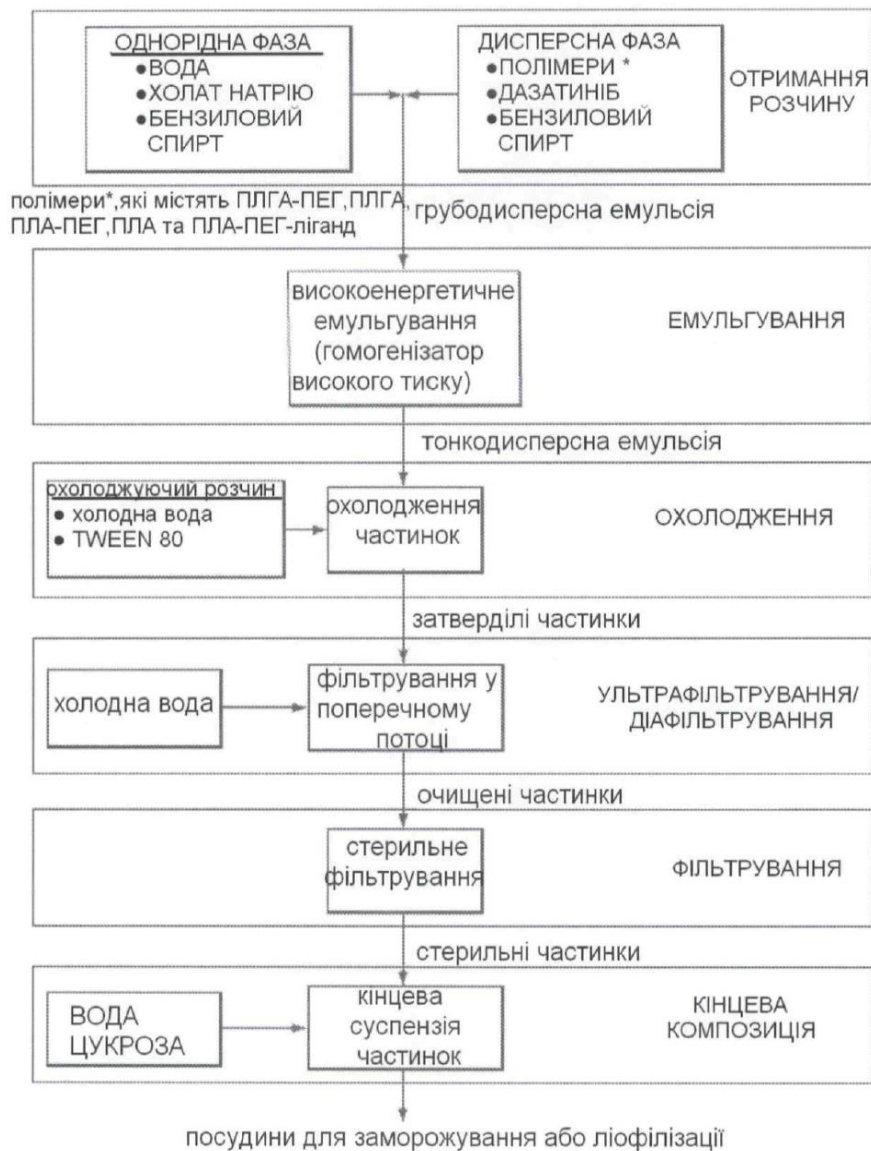 ОДНОРІДНА ФАЗА
●ВОДА
●ХОЛАТ НАТРІЮ
●БЕНЗИЛОВИЙ
СПИРТ
ДИСПЕРСНА ФАЗА
●ПОЛІМЕРИ *
●ДАЗАТИНІБ
●БЕНЗИЛОВИЙ
СПИРТ
ОТРИМАННЯ
РОЗЧИНУ
полімери*,які містять ПЛГА-ПЕГ,ПЛГА,
ПЛА-ПЕГ,ПЛА та ПЛА-ПЕГ-ліганд
грубодисперсна емульсія
високоенергетичне
емульгування
(гомогенізатор
високого тиску)
ЕМУЛЬГУВАННЯ
тонкодисперсна емульсія
охолоджуючий розчин
● холодна вода
● TWEEN 80
охолодження
частинок
ОХОЛОДЖЕННЯ
затверділі частинки
холодна вода
фільтрування у
поперечному
потоці
УЛЬТРАФІЛЬТРУВАННЯ/
ДІАФІЛЬТРУВАННЯ
очищені частинки
стерильне
фільтрування
ФІЛЬТРУВАННЯ
стерильні частинки
ВОДА
ЦУКРОЗА
кінцева
суспензія
частинок
КІНЦЕВА
КОМПОЗИЦІЯ
посудини для заморожування або ліофілізації